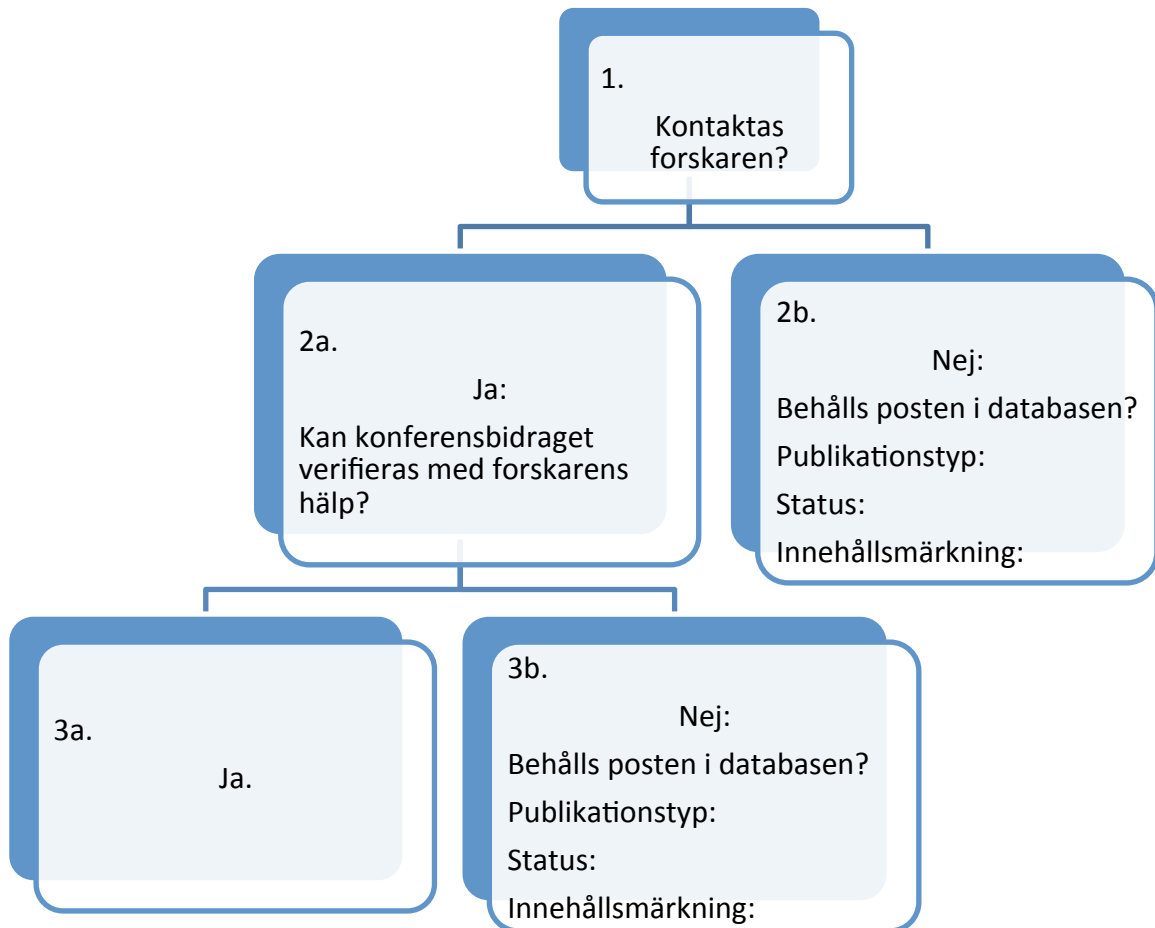 1.
Kontaktas
forskaren?
2a.
Ja:
Kan konferensbidraget
verifieras med forskarens
hjälp?
2b.
Nej:
Behålls posten i databasen?
Publikationstyp:
Status:
Innehållsmärkning:
3a.
Ja.
3b.
Nej:
Behålls posten i databasen?
Publikationstyp:
Status:
Innehållsmärkning: